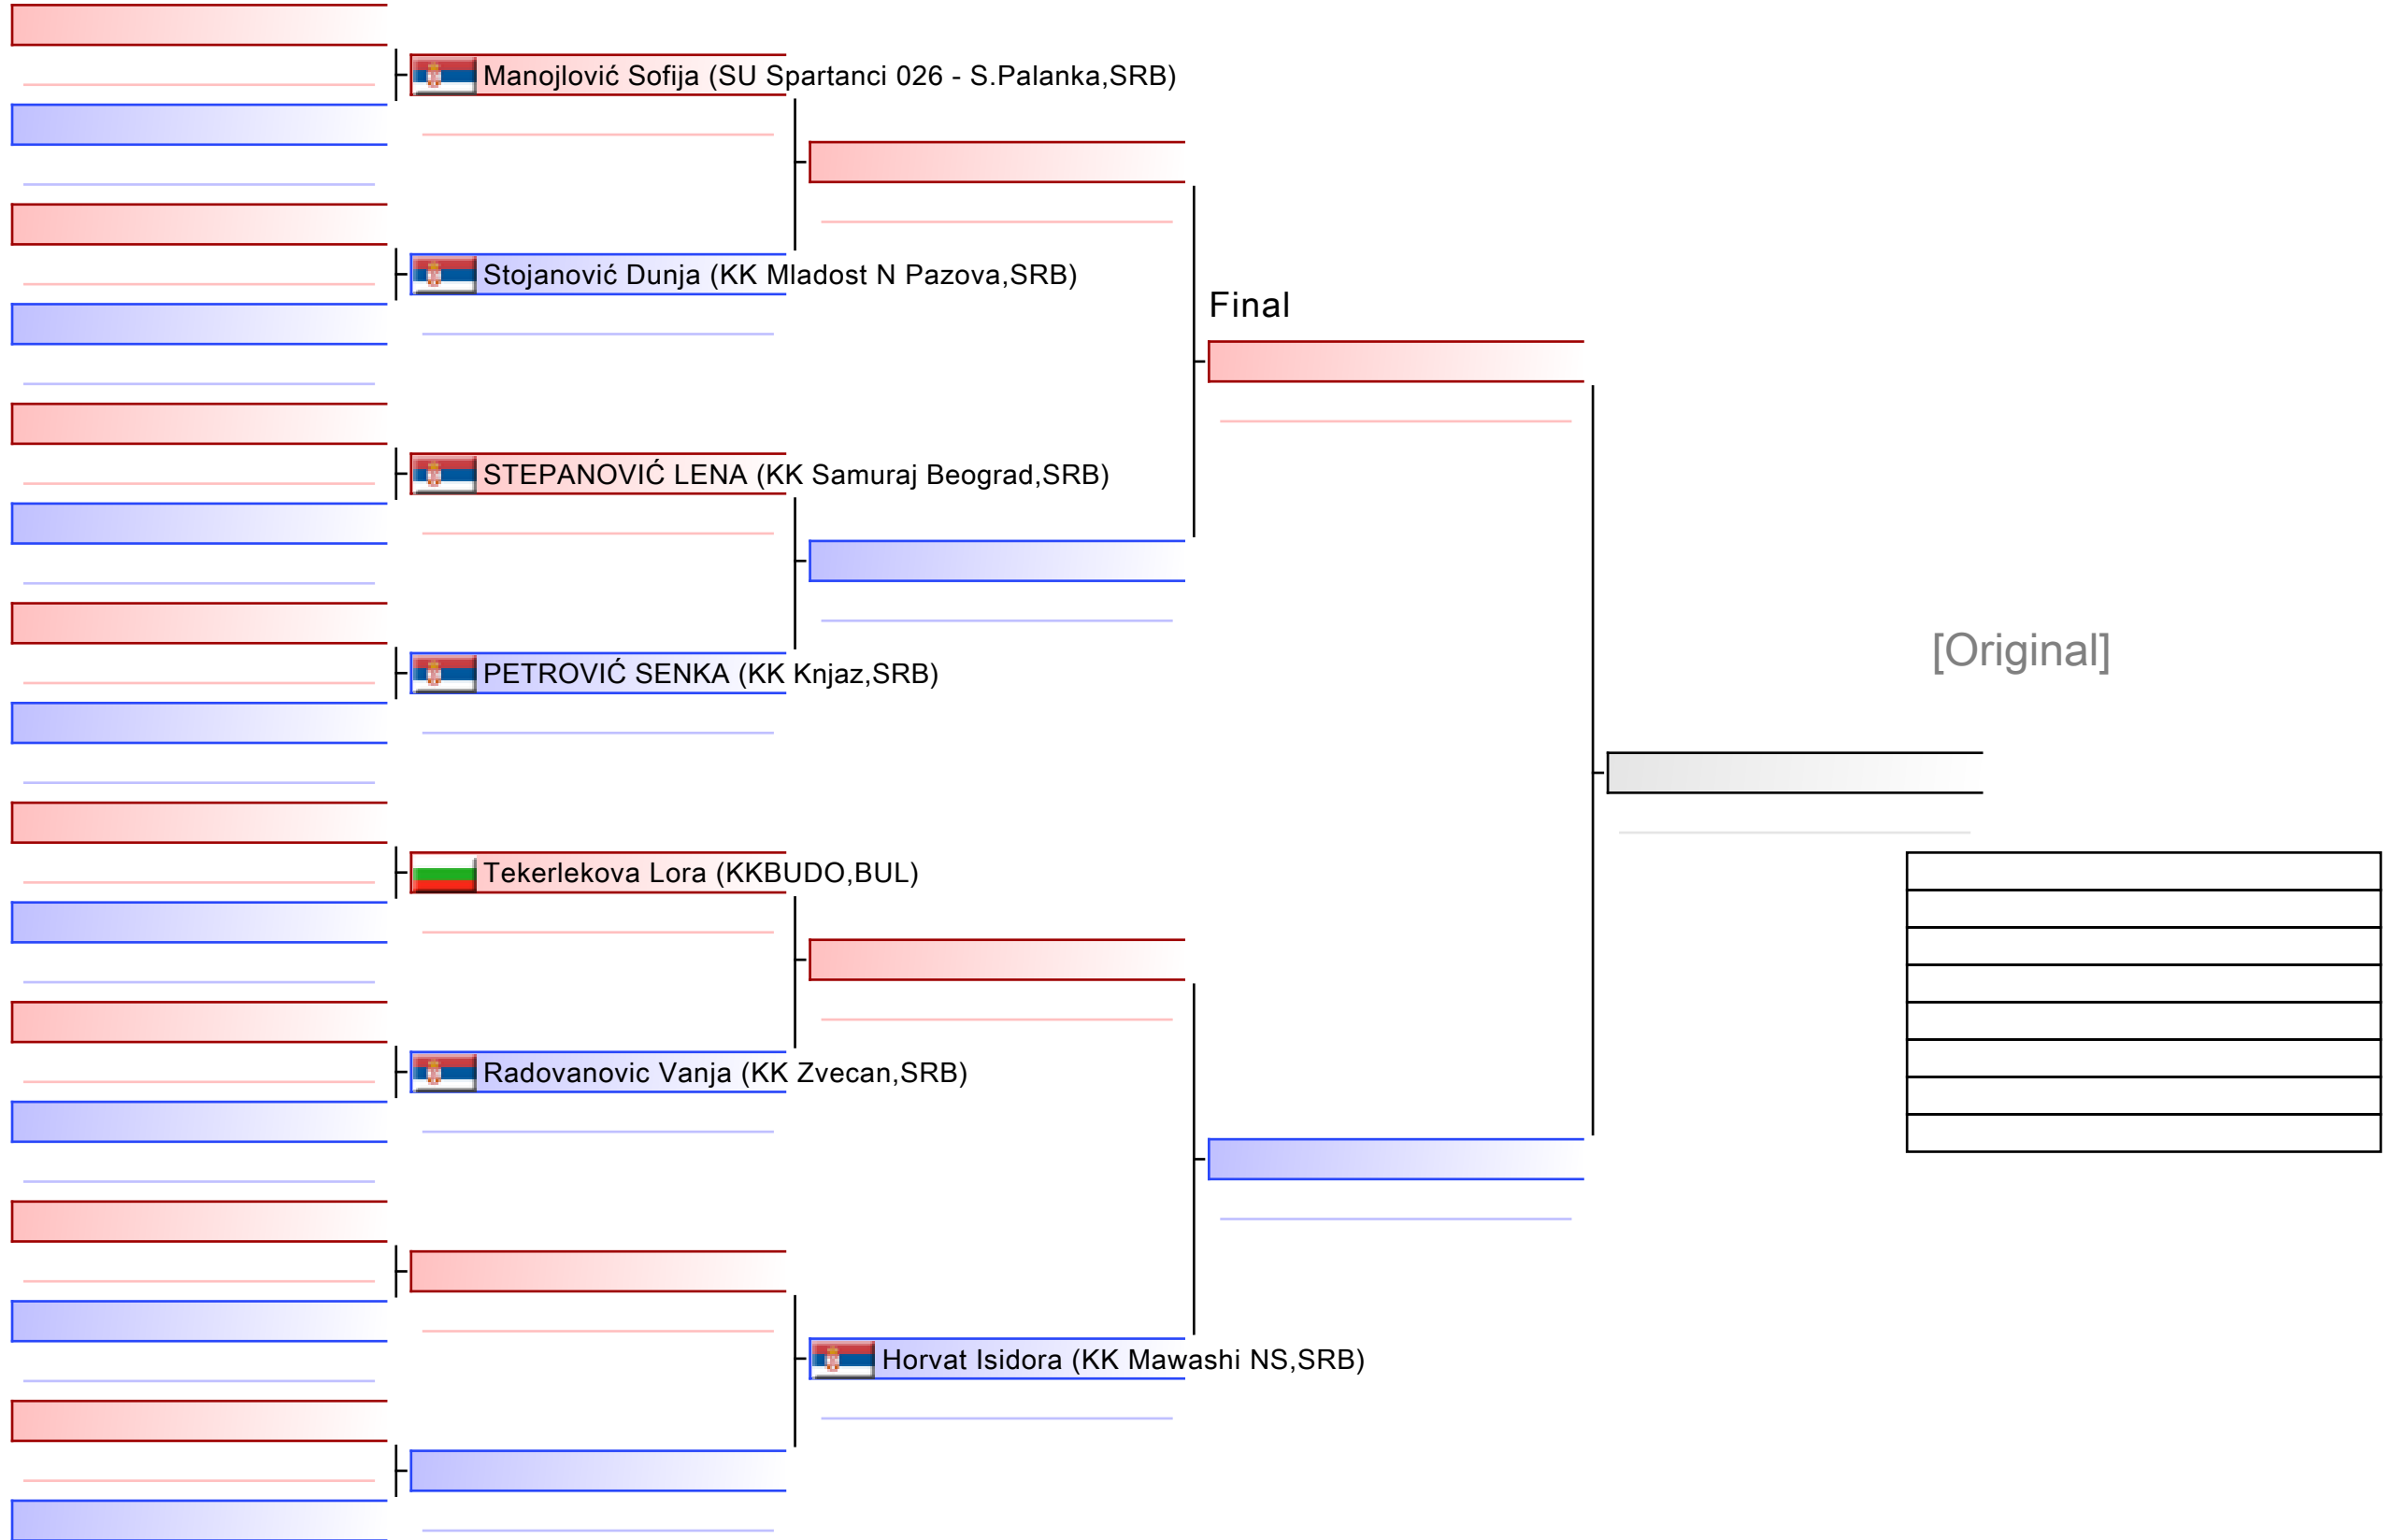 Manojlović Sofija (SU Spartanci 026 - S.Palanka,SRB)
Stojanović Dunja (KK Mladost N Pazova,SRB)
Final
STEPANOVIĆ LENA (KK Samuraj Beograd,SRB)
[Original]
PETROVIĆ SENKA (KK Knjaz,SRB)
Tekerlekova Lora (KKBUDO,BUL)
Radovanovic Vanja (KK Zvecan,SRB)
Horvat Isidora (KK Mawashi NS,SRB)